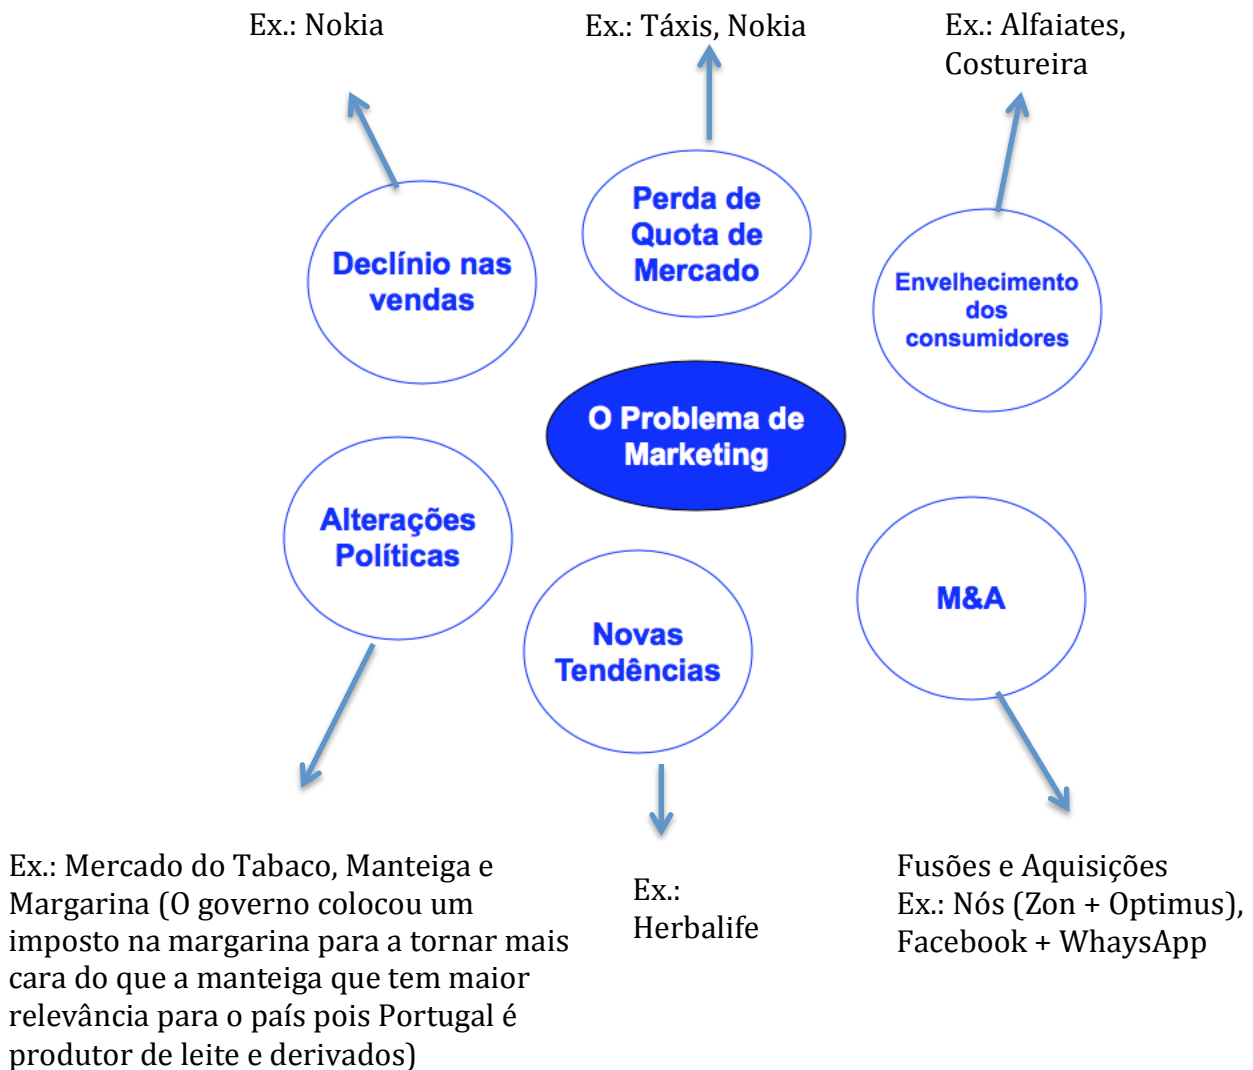 Ex.: Nokia
Ex.: Táxis, Nokia
Ex.: Alfaiates,
Costureira
Declínio nas
vendas
Perda de
Quota de
Mercado
Envelhecimento
dos
consumidores
O Problema de
Marketing
Alterações
Políticas
Novas
Tendências
M&A
Ex.: Mercado do Tabaco, Manteiga e
Margarina (O governo colocou um
imposto na margarina para a tornar mais
cara do que a manteiga que tem maior
relevância para o país pois Portugal é
produtor de leite e derivados)
Ex.:
Herbalife
Fusões e Aquisições
Ex.: Nós (Zon + Optimus),
Facebook + WhaysApp